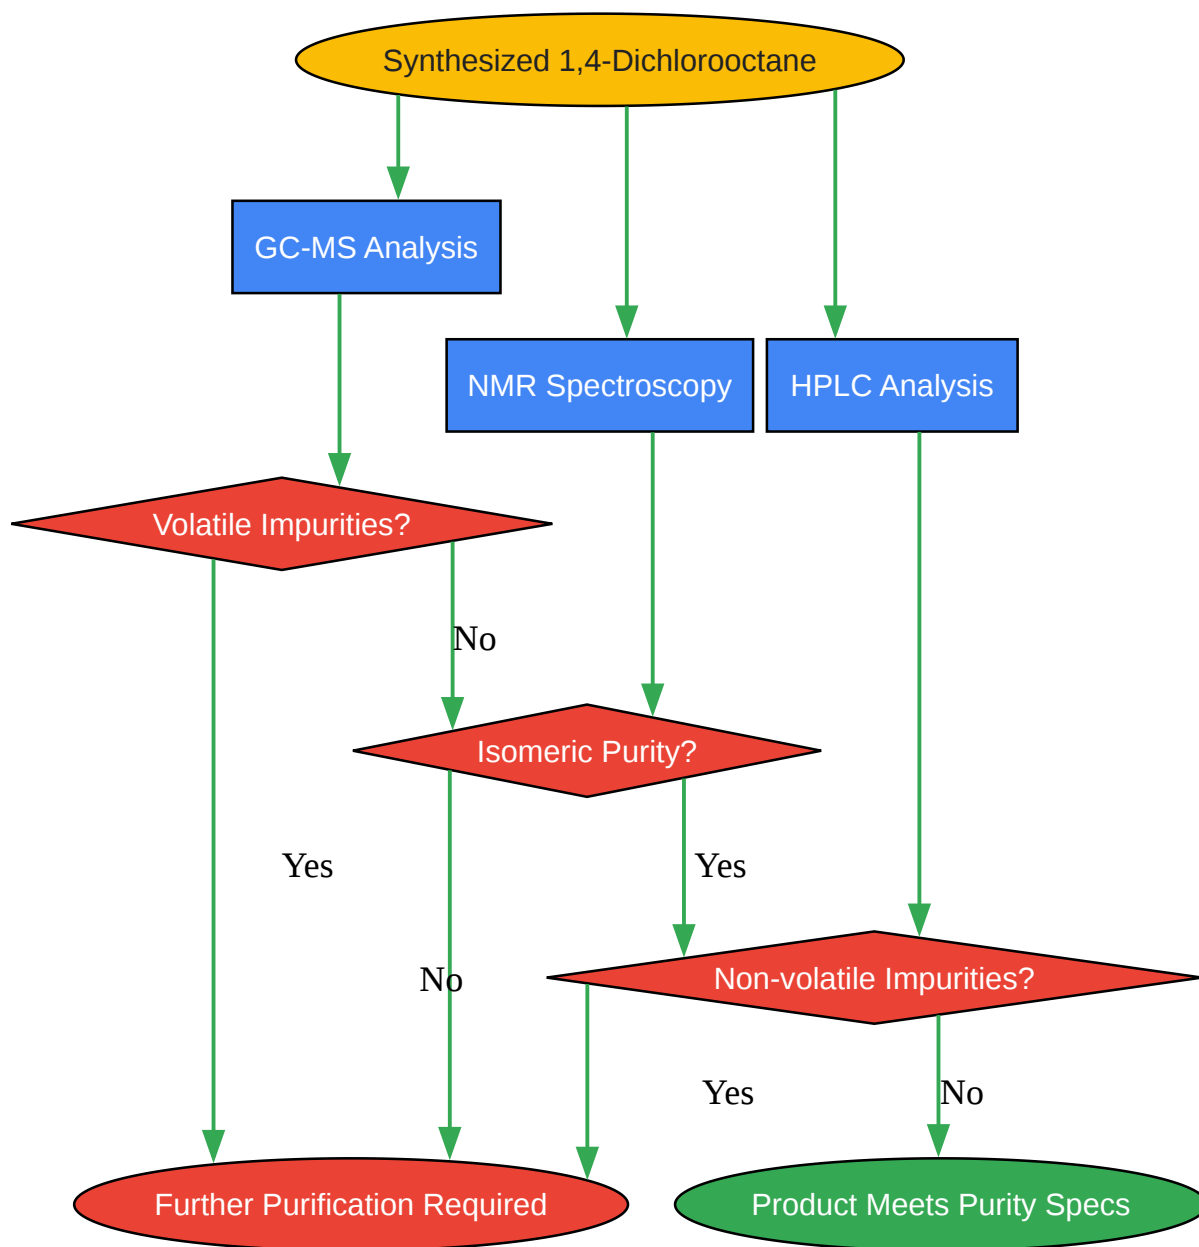 Synthesized 1,4-Dichlorooctane
GC-MS Analysis
NMR Spectroscopy
HPLC Analysis
Volatile Impurities?
No
Isomeric Purity?
Yes
Yes
No
Non-volatile Impurities?
Yes
No
Further Purification Required
Product Meets Purity Specs